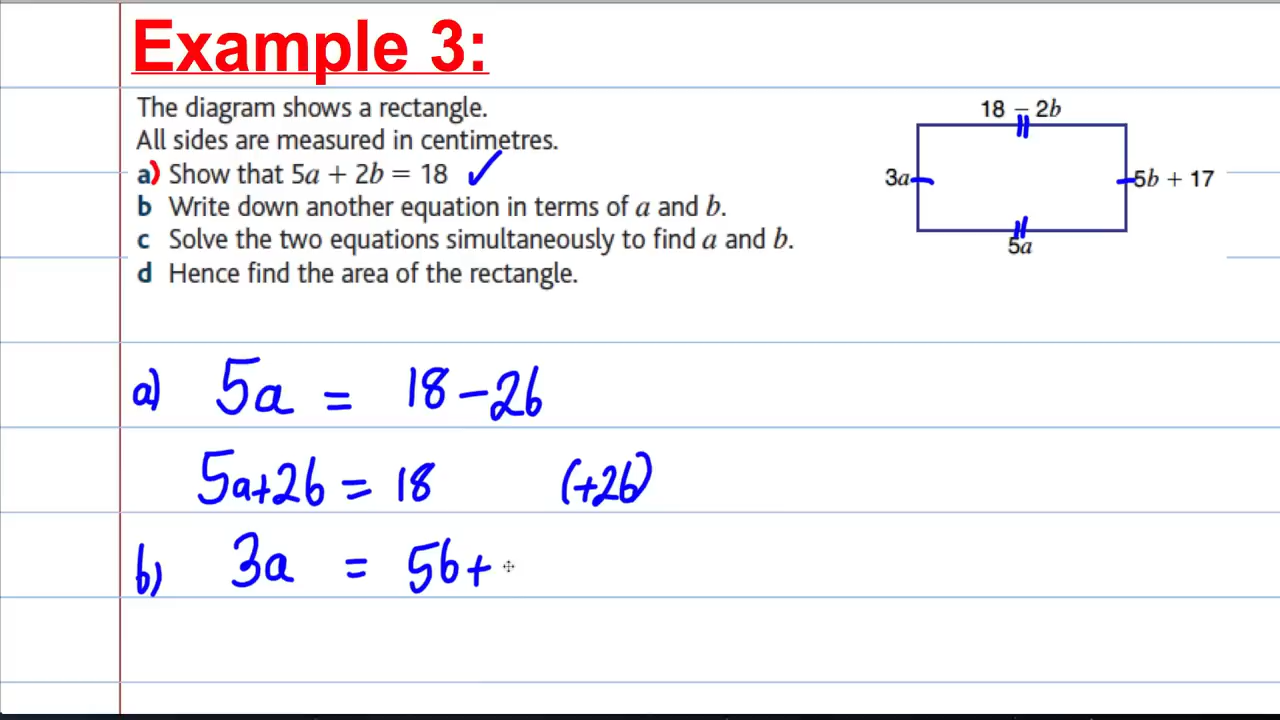 Example 3:
The diagram shows a rectangle.
All sides are measured in centimetres.
a) Show that 5a + 2b = 18 ✓
b Write down another equation in terms of a and b.
c Solve the two equations simultaneously to find a and b.
d Hence find the area of the rectangle.
18 − 2b
3a
5b + 17
5a
a) 5a = 18 − 2b
5a + 2b = 18 (+2b)
b) 3a = 5b +